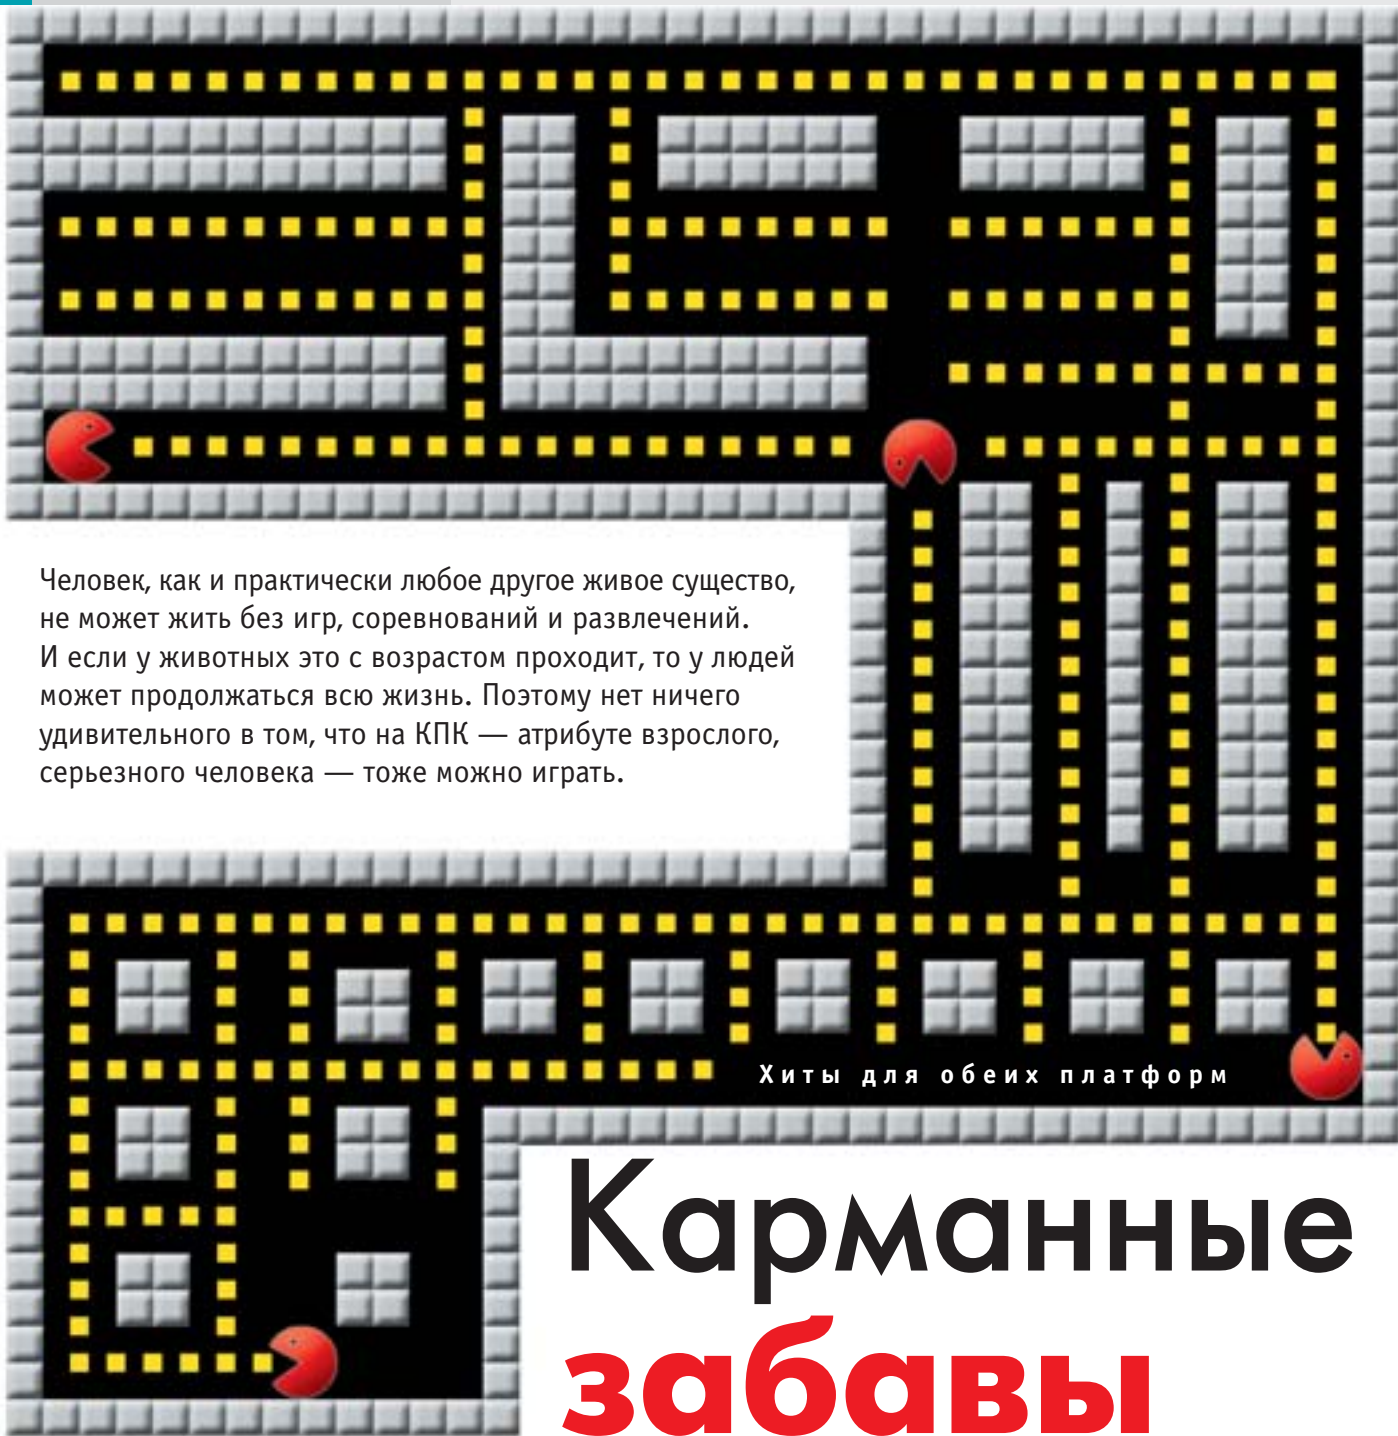 Человек, как и практически любое другое живое существо,
не может жить без игр, соревнований и развлечений.
И если у животных это с возрастом проходит, то у людей
может продолжаться всю жизнь. Поэтому нет ничего
удивительного в том, что на КПК — атрибуте взрослого,
серьезного человека — тоже можно играть.
Хиты для обеих платформ
Карманные
забавы